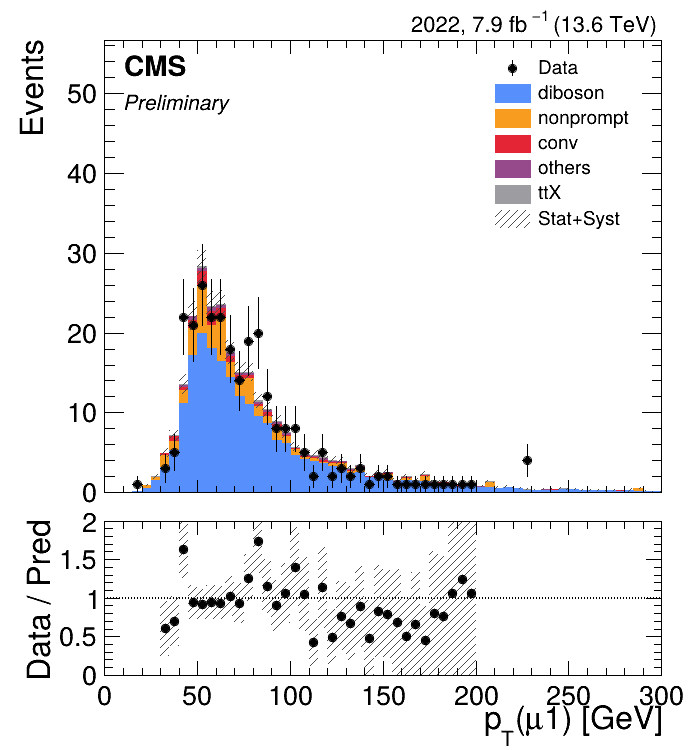 2022, 7.9 fb⁻¹ (13.6 TeV)
CMS
Preliminary
Events
Data
diboson
nonprompt
conv
others
ttX
Stat+Syst
50
40
30
20
10
0
Data / Pred
2
1.5
1
0.5
0
0 50 100 150 200 250 300
p_T(μ1) [GeV]